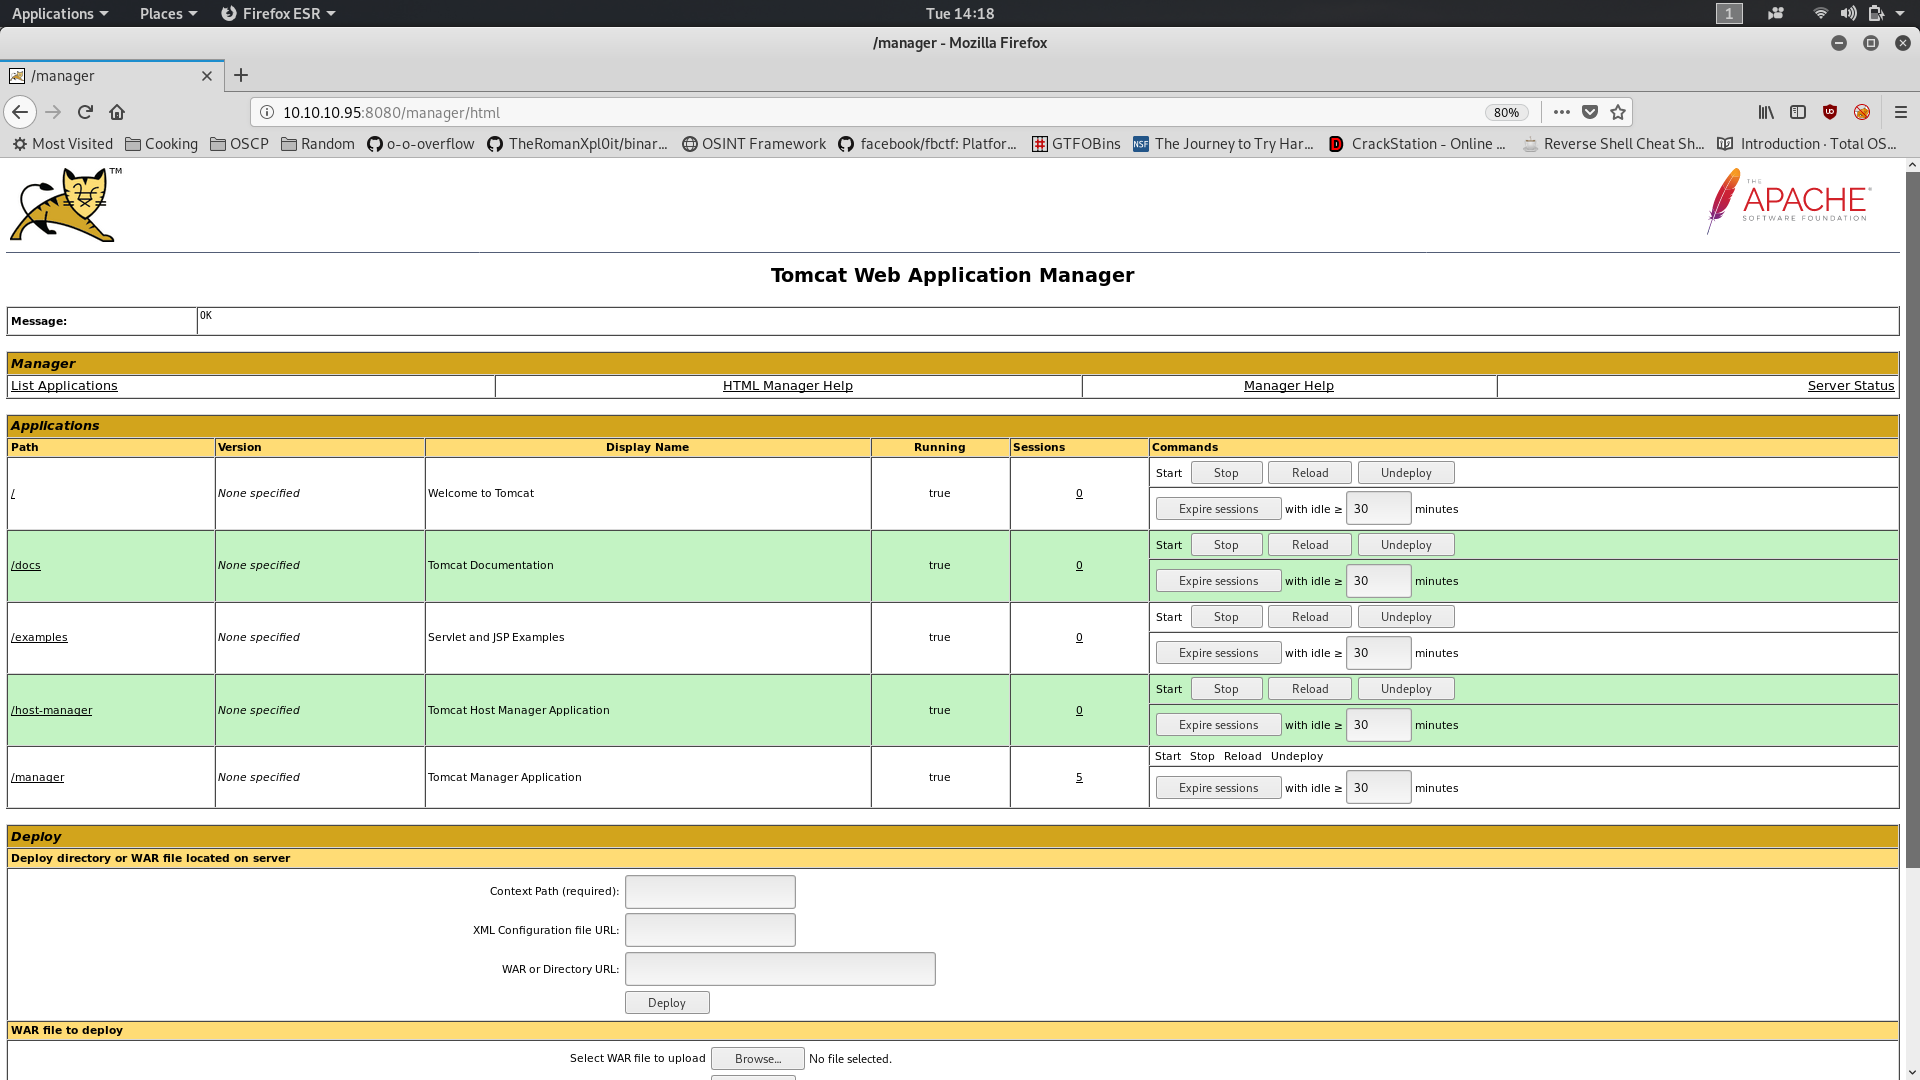 Applications Places Firefox ESR Tue 14:18 1
/manager - Mozilla Firefox
/manager
10.10.10.95:8080/manager/html 80%
Most Visited Cooking OSCP Random o-o-overflow TheRomanXpl0it/binar... OSINT Framework facebook/fbctf: Platfor... GTFOBins NSF The Journey to Try Har... D CrackStation - Online ... Reverse Shell Cheat Sh... Introduction · Total OS...
TM
THE
APACHE®
SOFTWARE FOUNDATION
Tomcat Web Application Manager
Message: OK
Manager
List Applications HTML Manager Help Manager Help Server Status
Applications
Path Version Display Name Running Sessions Commands
/ None specified Welcome to Tomcat true 0 Start Stop Reload Undeploy
Expire sessions with idle ≥ 30 minutes
/docs None specified Tomcat Documentation true 0 Start Stop Reload Undeploy
Expire sessions with idle ≥ 30 minutes
/examples None specified Servlet and JSP Examples true 0 Start Stop Reload Undeploy
Expire sessions with idle ≥ 30 minutes
/host-manager None specified Tomcat Host Manager Application true 0 Start Stop Reload Undeploy
Expire sessions with idle ≥ 30 minutes
/manager None specified Tomcat Manager Application true 5 Start Stop Reload Undeploy
Expire sessions with idle ≥ 30 minutes
Deploy
Deploy directory or WAR file located on server
Context Path (required):
XML Configuration file URL:
WAR or Directory URL:
Deploy
WAR file to deploy
Select WAR file to upload Browse... No file selected.